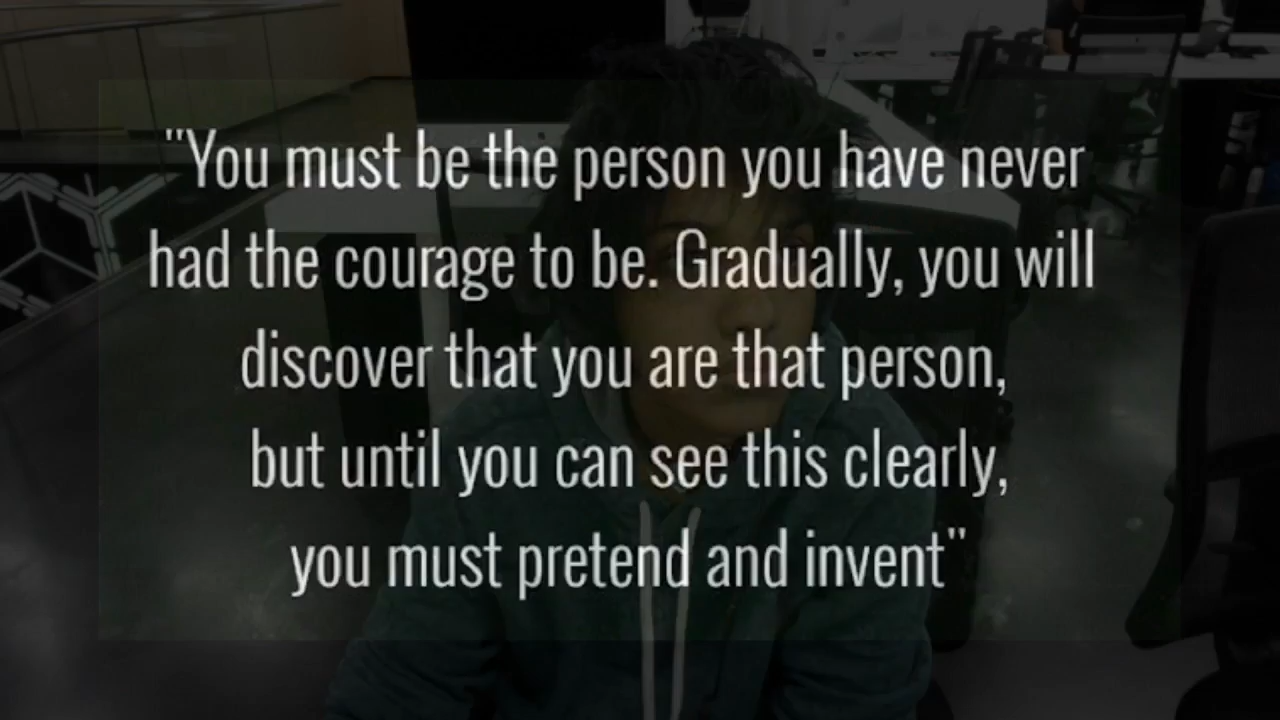 "You must be the person you have never
had the courage to be. Gradually, you will
discover that you are that person,
but until you can see this clearly,
you must pretend and invent"